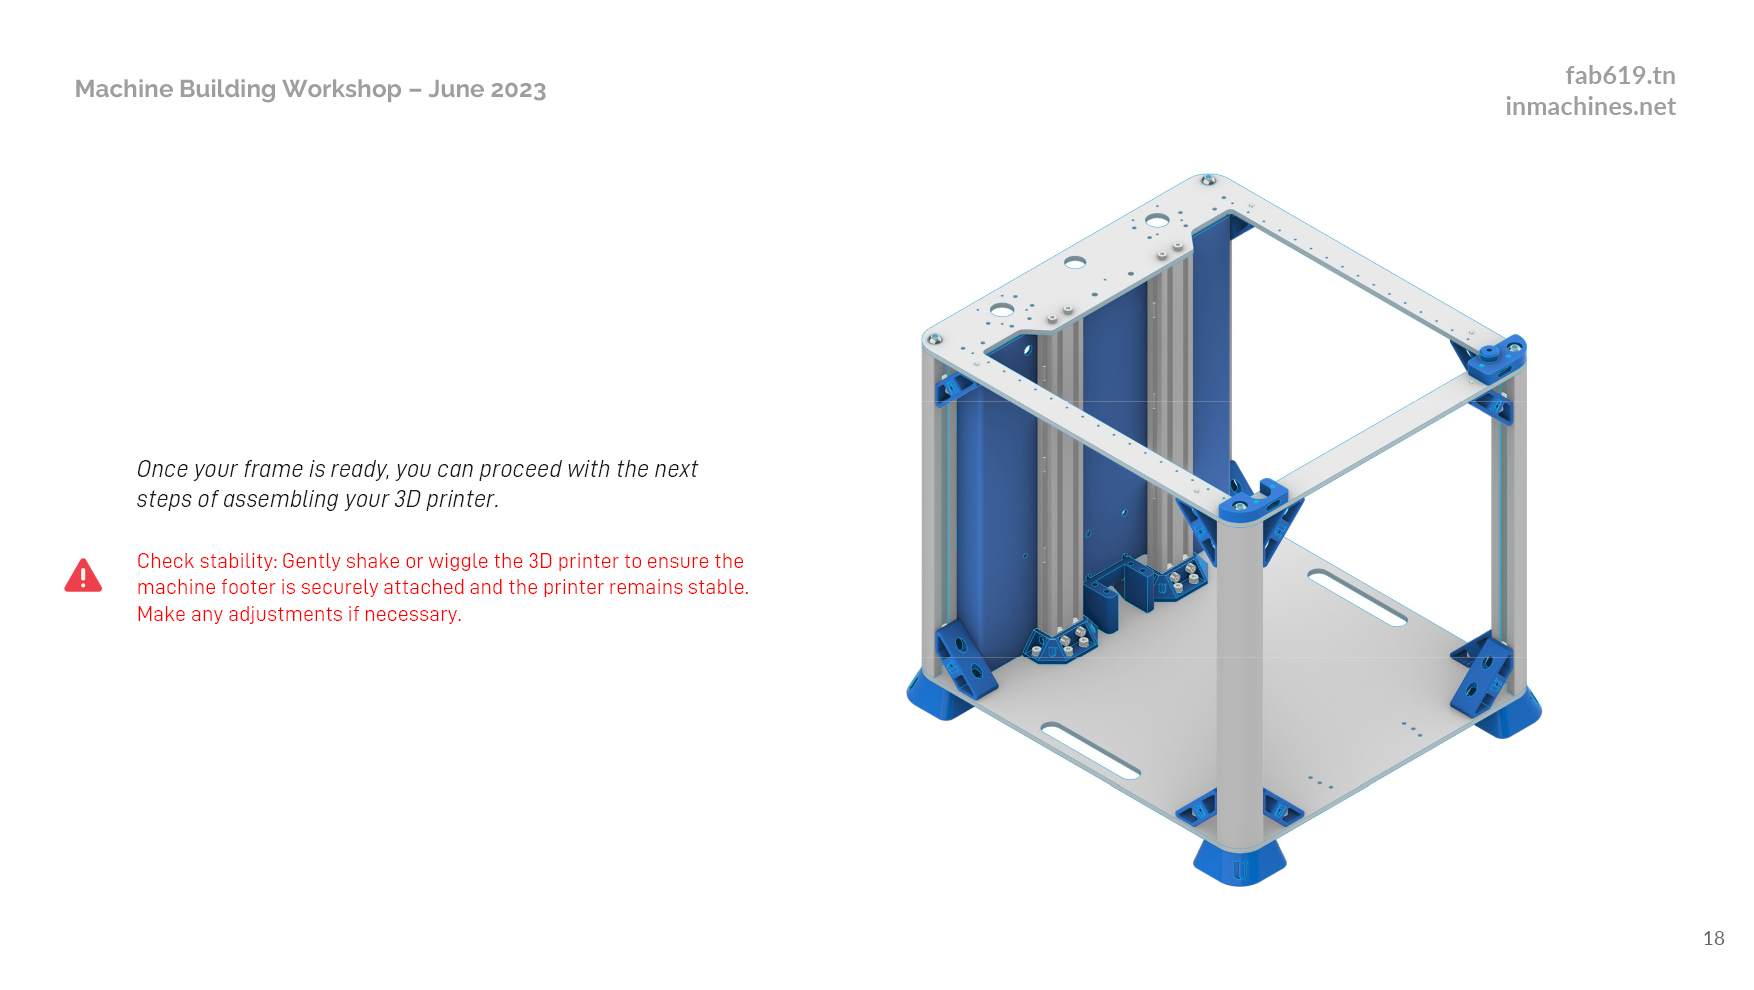 Machine Building Workshop – June 2023
fab619.tn
inmachines.net
Once your frame is ready, you can proceed with the next
steps of assembling your 3D printer.
Check stability: Gently shake or wiggle the 3D printer to ensure the
machine footer is securely attached and the printer remains stable.
Make any adjustments if necessary.
18